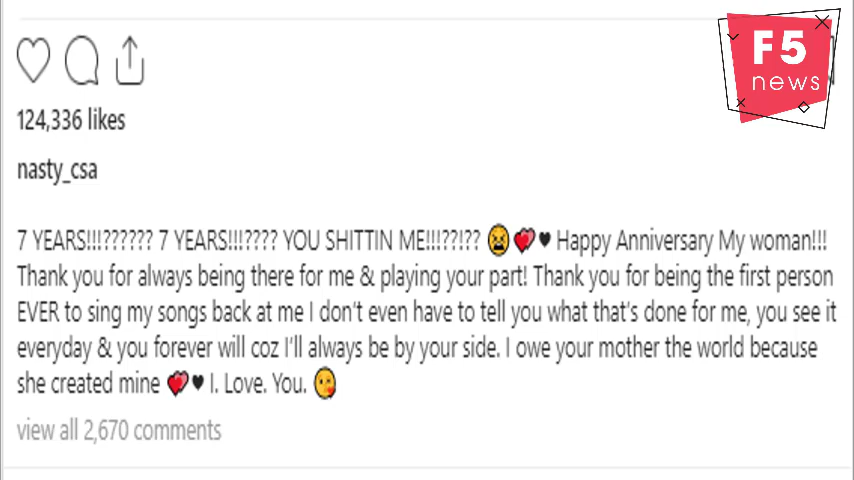 F5
news
124,336 likes
nasty_csa
7 YEARS!!!?????? 7 YEARS!!!???? YOU SHITTIN ME!!!??!?? 😫💕♥ Happy Anniversary My woman!!!
Thank you for always being there for me & playing your part! Thank you for being the first person
EVER to sing my songs back at me I don't even have to tell you what that's done for me, you see it
everyday & you forever will coz I'll always be by your side. I owe your mother the world because
she created mine 💕♥ I. Love. You. 😘
view all 2,670 comments